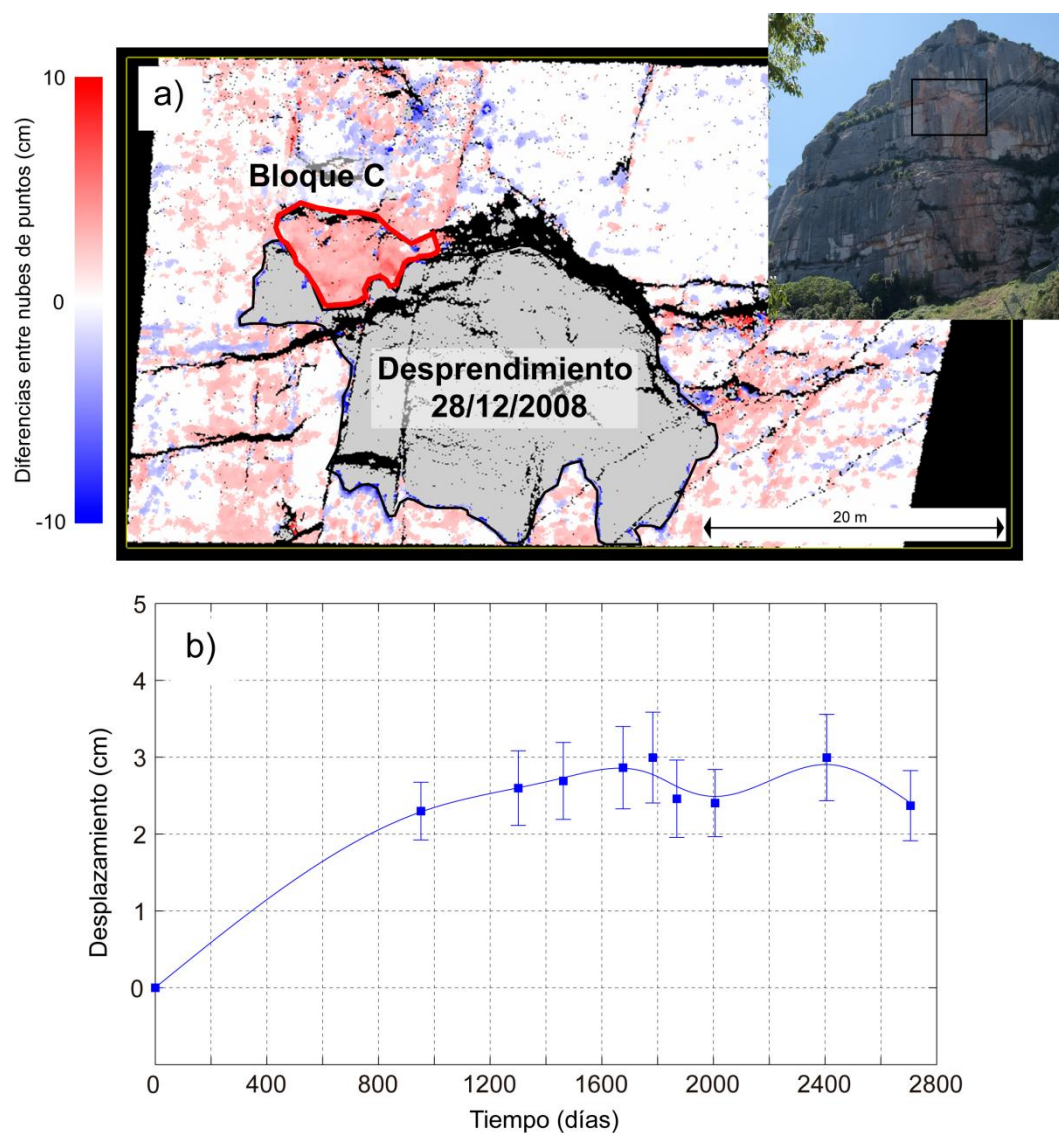 Diferencias entre nubes de puntos (cm)
10
0
-10
a)
Bloque C
Desprendimiento
28/12/2008
20 m
b)
Desplazamiento (cm)
5
4
3
2
1
0
0 400 800 1200 1600 2000 2400 2800
Tiempo (días)